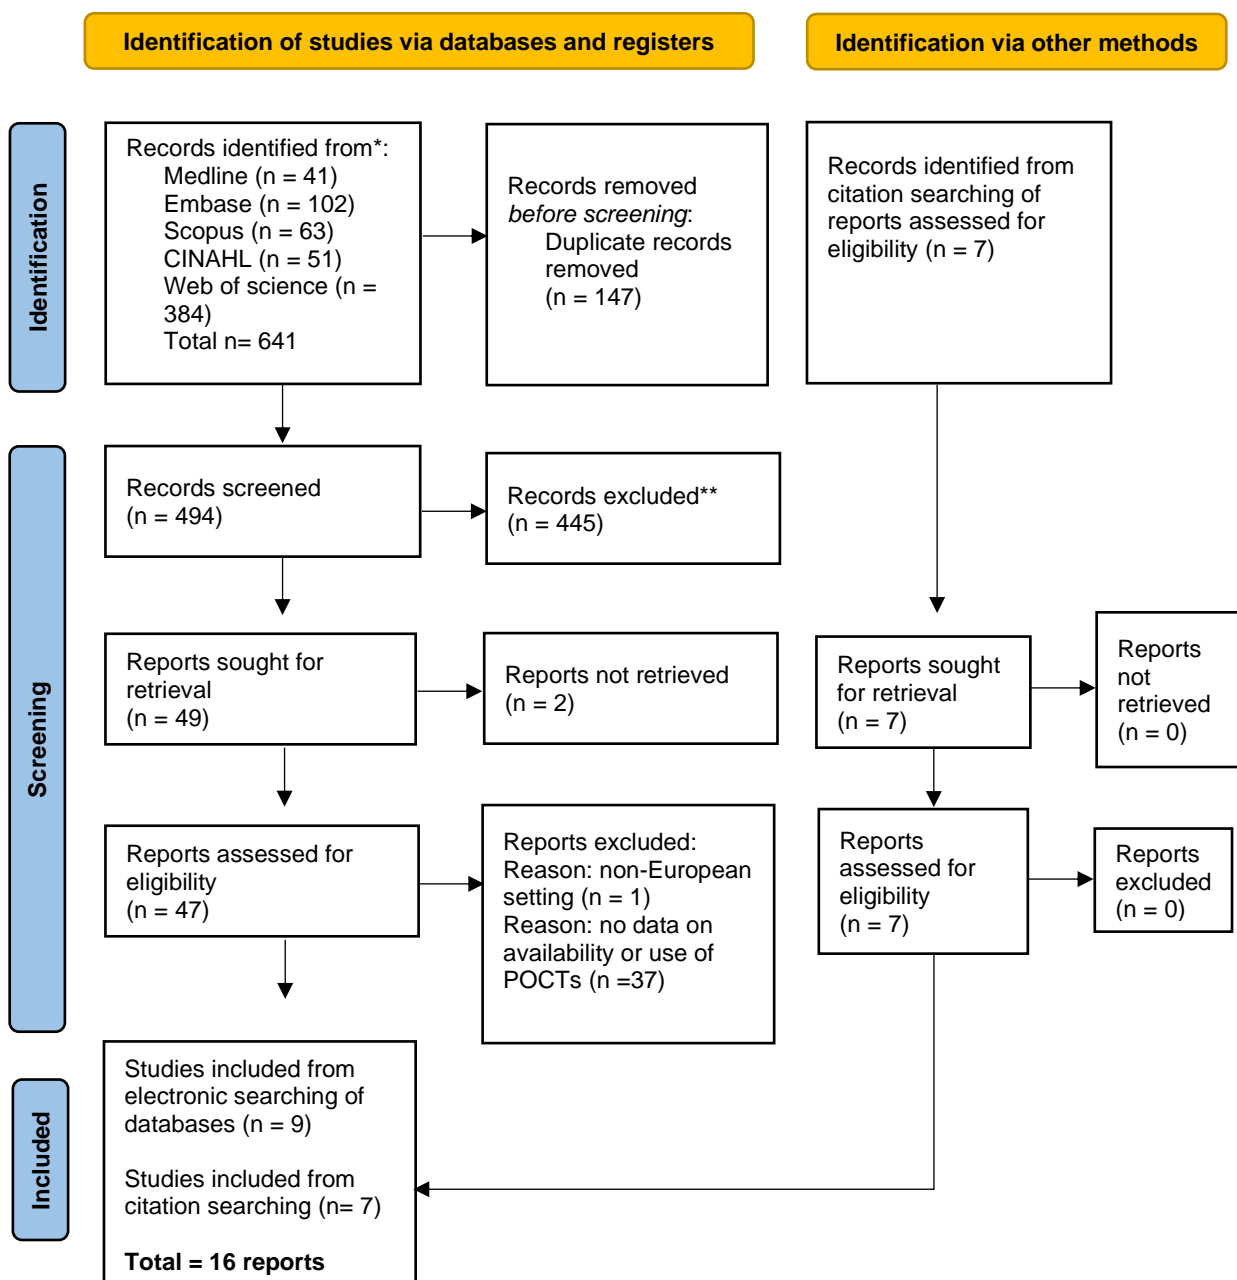 Identification of studies via databases and registers
Identification via other methods
Identification
Records identified from*:
Medline (n = 41)
Embase (n = 102)
Scopus (n = 63)
CINAHL (n = 51)
Web of science (n =
384)
Total n= 641
Records removed
before screening:
Duplicate records
removed
(n = 147)
Records identified from
citation searching of
reports assessed for
eligibility (n = 7)
Screening
Records screened
(n = 494)
Records excluded**
(n = 445)
Reports sought for
retrieval
(n = 49)
Reports not retrieved
(n = 2)
Reports sought
for retrieval
(n = 7)
Reports
not
retrieved
(n = 0)
Reports assessed for
eligibility
(n = 47)
Reports excluded:
Reason: non-European
setting (n = 1)
Reason: no data on
availability or use of
POCTs (n =37)
Reports
assessed for
eligibility
(n = 7)
Reports
excluded
(n = 0)
Included
Studies included from
electronic searching of
databases (n = 9)
Studies included from
citation searching (n= 7)
Total = 16 reports